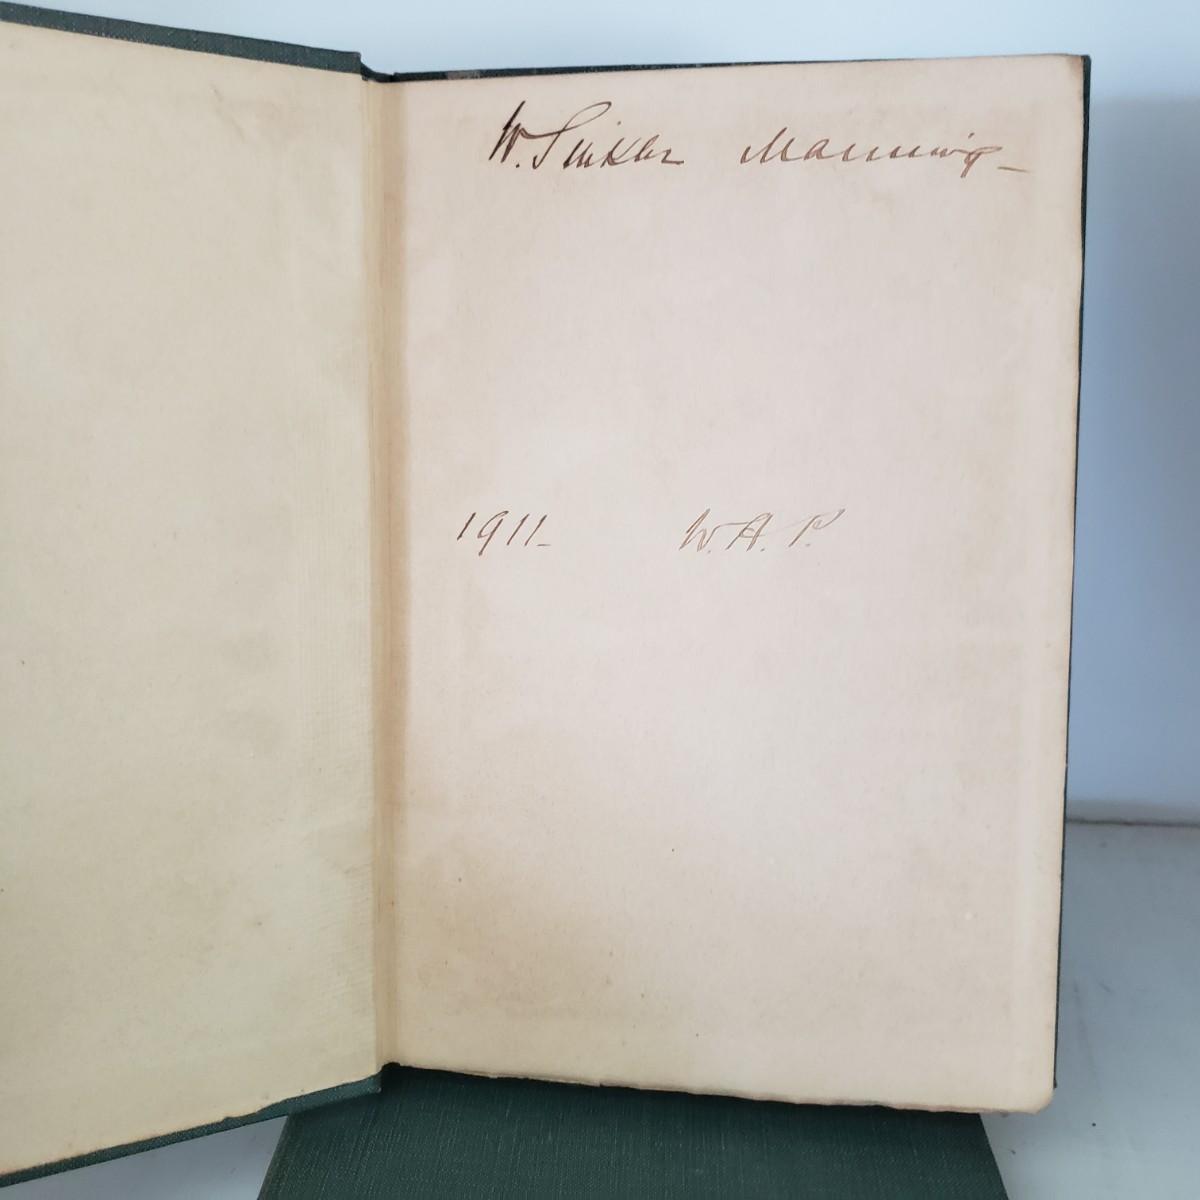 W. Sinkler Manning
1911
W. A. P.